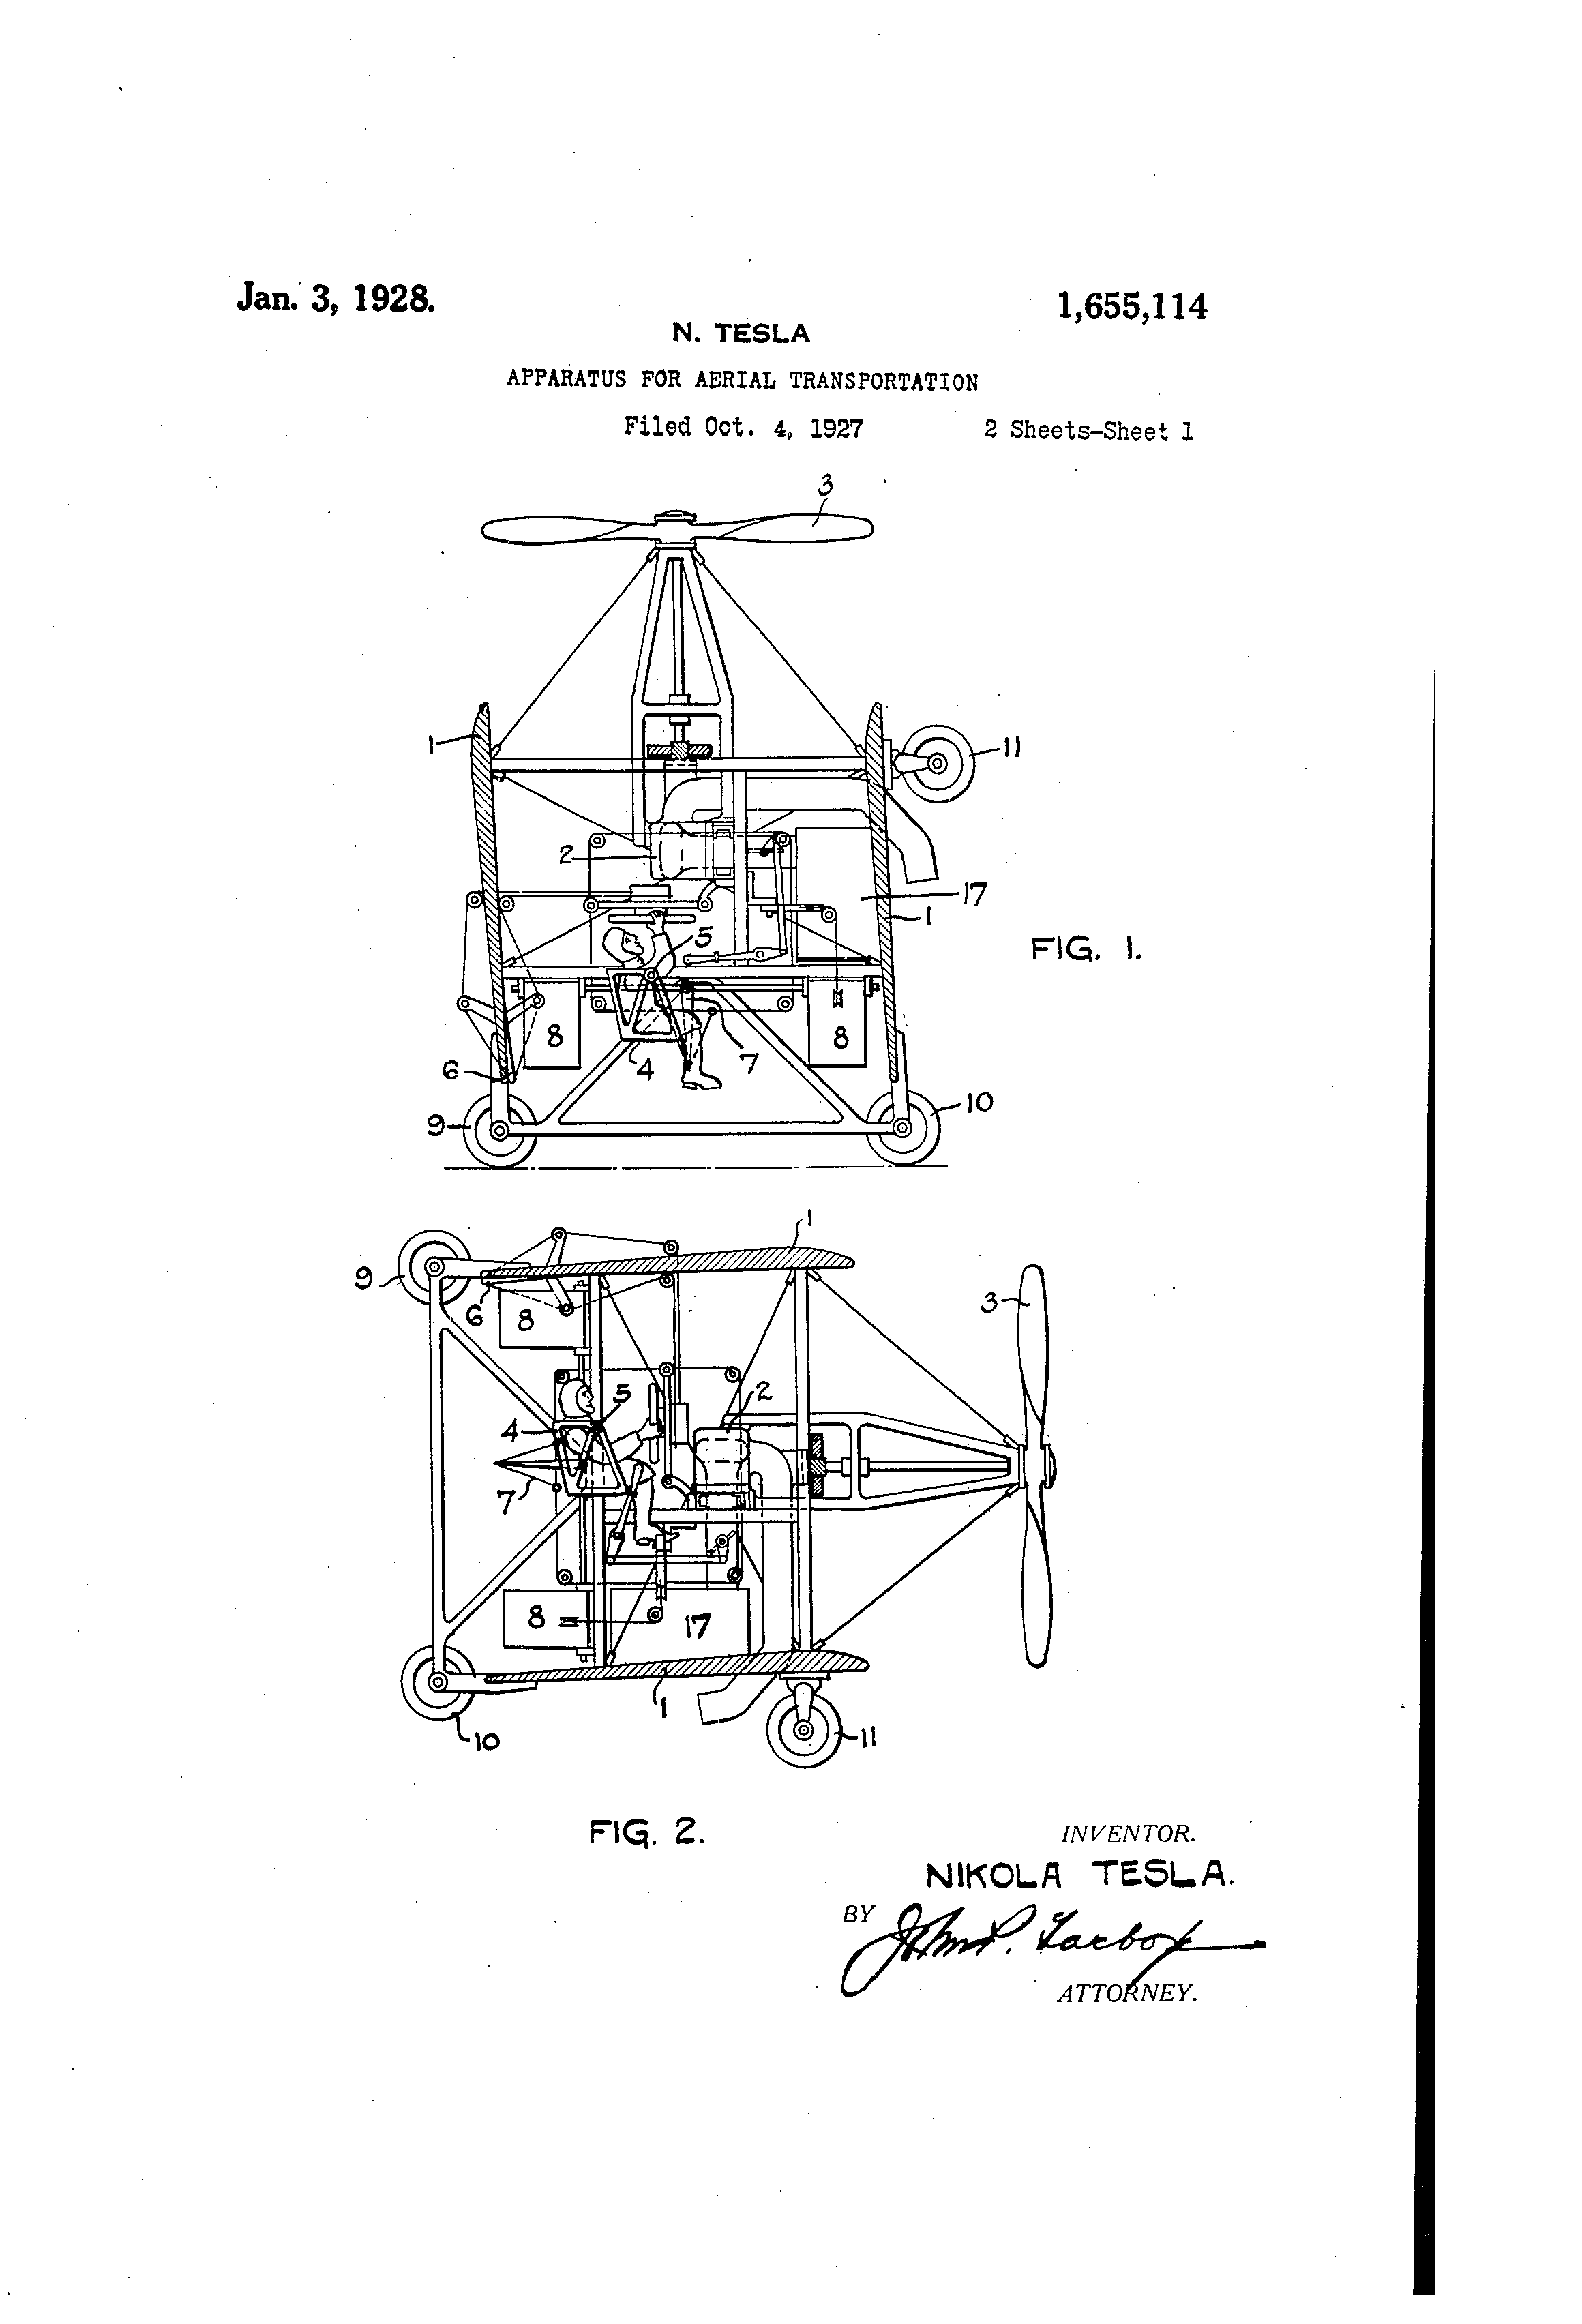 Jan. 3, 1928.
1,655,114
N. TESLA
APPARATUS FOR AERIAL TRANSPORTATION
Filed Oct. 4, 1927
2 Sheets-Sheet 1
3
1
11
2
17
1
5
FIG. 1.
8
8
4
7
6
9
10
1
9
6
8
3
5
2
4
7
8
17
1
10
11
FIG. 2.
INVENTOR.
NIKOLA TESLA.
BY
John P. Tarbox
ATTORNEY.